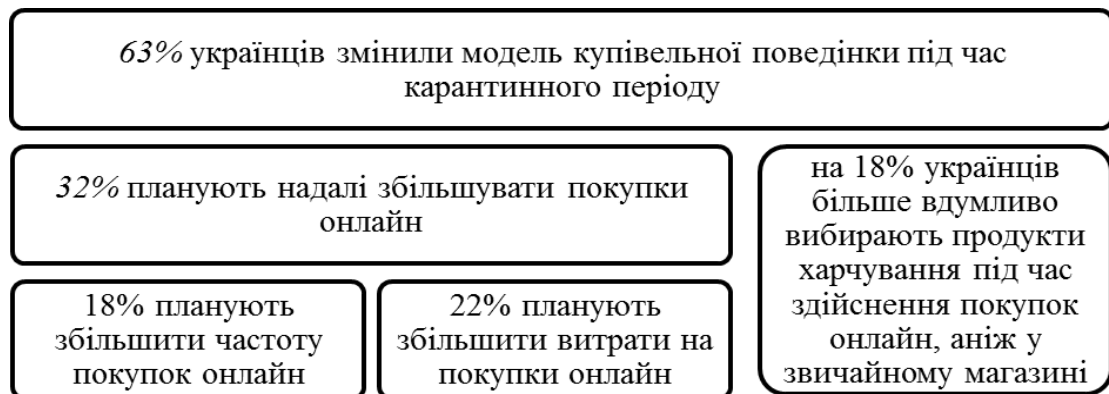 63% українців змінили модель купівельної поведінки під час
карантинного періоду
32% планують надалі збільшувати покупки
онлайн
18% планують
збільшити частоту
покупок онлайн
22% планують
збільшити витрати на
покупки онлайн
на 18% українців
більше вдумливо
вибирають продукти
харчування під час
здійснення покупок
онлайн, аніж у
звичайному магазині